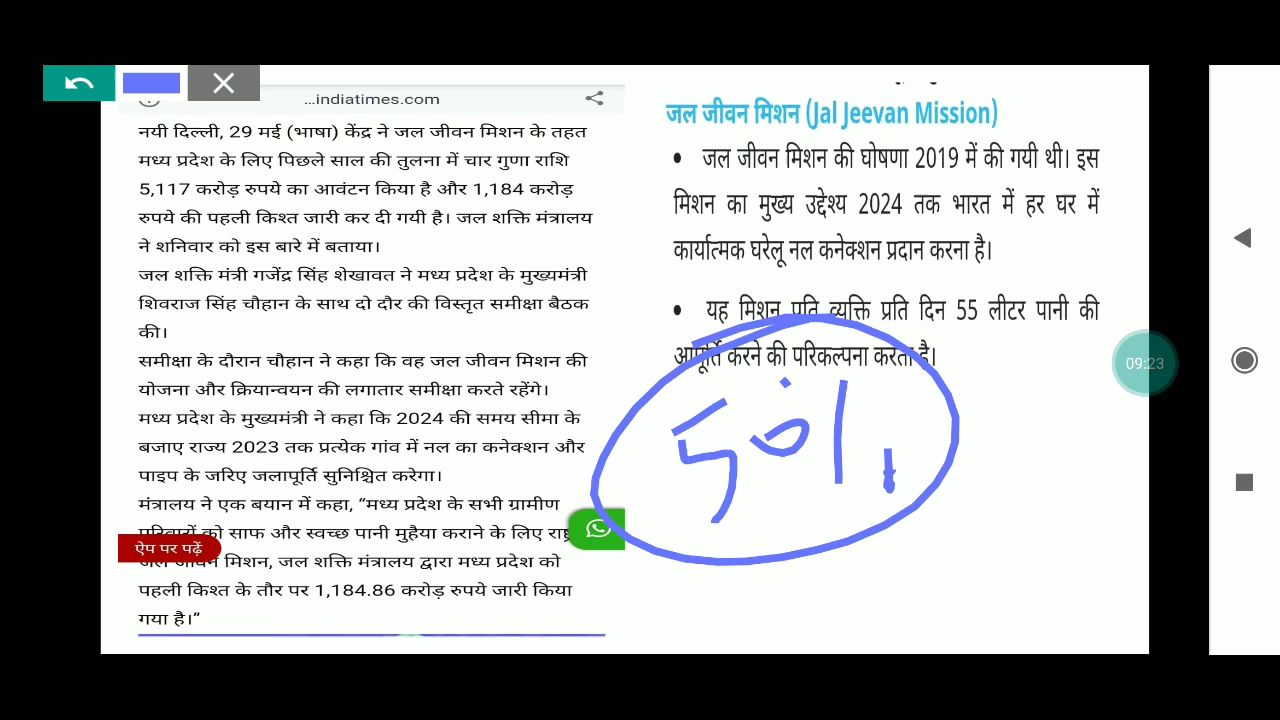 ...indiatimes.com
नयी दिल्ली, 29 मई (भाषा) केंद्र ने जल जीवन मिशन के तहत
मध्य प्रदेश के लिए पिछले साल की तुलना में चार गुणा राशि
5,117 करोड़ रुपये का आवंटन किया है और 1,184 करोड़
रुपये की पहली किश्त जारी कर दी गयी है। जल शक्ति मंत्रालय
ने शनिवार को इस बारे में बताया।
जल शक्ति मंत्री गजेंद्र सिंह शेखावत ने मध्य प्रदेश के मुख्यमंत्री
शिवराज सिंह चौहान के साथ दो दौर की विस्तृत समीक्षा बैठक
की।
समीक्षा के दौरान चौहान ने कहा कि वह जल जीवन मिशन की
योजना और क्रियान्वयन की लगातार समीक्षा करते रहेंगे।
मध्य प्रदेश के मुख्यमंत्री ने कहा कि 2024 की समय सीमा के
बजाए राज्य 2023 तक प्रत्येक गांव में नल का कनेक्शन और
पाइप के जरिए जलापूर्ति सुनिश्चित करेगा।
मंत्रालय ने एक बयान में कहा, “मध्य प्रदेश के सभी ग्रामीण
परिवारों को साफ और स्वच्छ पानी मुहैया कराने के लिए
ऐप पर पढ़ें
जल जीवन मिशन, जल शक्ति मंत्रालय द्वारा मध्य प्रदेश को
पहली किश्त के तौर पर 1,184.86 करोड़ रुपये जारी किया
गया है।”
जल जीवन मिशन (Jal Jeevan Mission)
• जल जीवन मिशन की घोषणा 2019 में की गयी थी। इस
मिशन का मुख्य उद्देश्य 2024 तक भारत में हर घर में
कार्यात्मक घरेलू नल कनेक्शन प्रदान करना है।
• यह मिशन प्रति व्यक्ति प्रति दिन 55 लीटर पानी की
आपूर्ति करने की परिकल्पना करता है।
50%
09:23